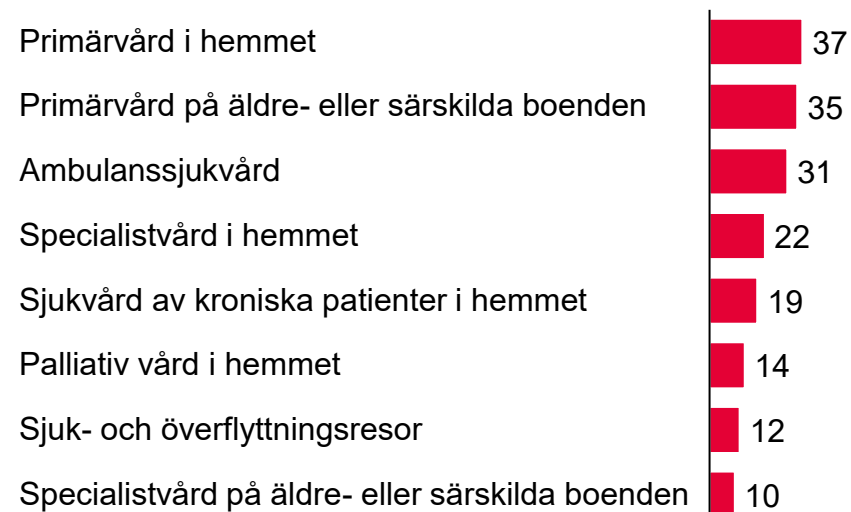 Primärvård i hemmet 37
Primärvård på äldre- eller särskilda boenden 35
Ambulanssjukvård 31
Specialistvård i hemmet 22
Sjukvård av kroniska patienter i hemmet 19
Palliativ vård i hemmet 14
Sjuk- och överflyttningsresor 12
Specialistvård på äldre- eller särskilda boenden 10